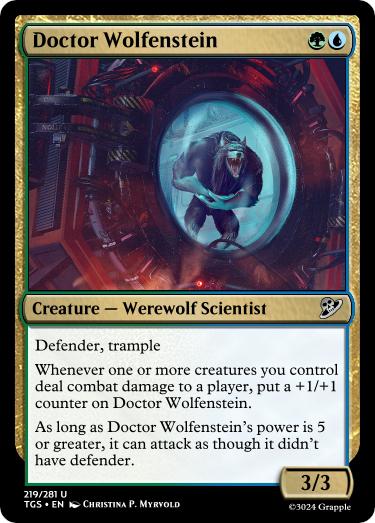 Doctor Wolfenstein
Creature — Werewolf Scientist
Defender, trample
Whenever one or more creatures you control
deal combat damage to a player, put a +1/+1
counter on Doctor Wolfenstein.
As long as Doctor Wolfenstein's power is 5
or greater, it can attack as though it didn't
have defender.
3/3
219/281 U
TGS • EN Christina P. Myrvold
©3024 Grapple